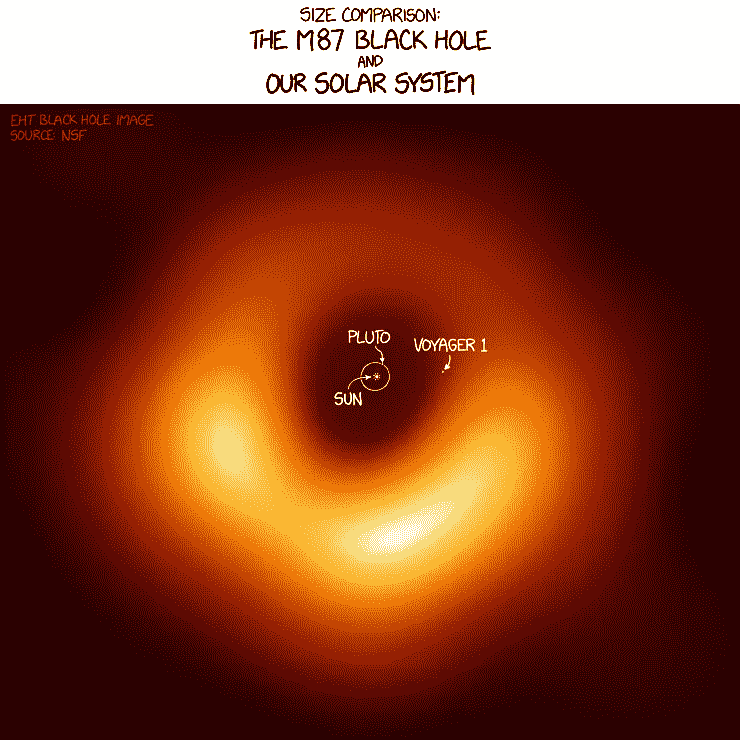 SIZE COMPARISON:
THE M87 BLACK HOLE
AND
OUR SOLAR SYSTEM
EHT BLACK HOLE IMAGE
SOURCE: NSF
PLUTO
VOYAGER 1
SUN